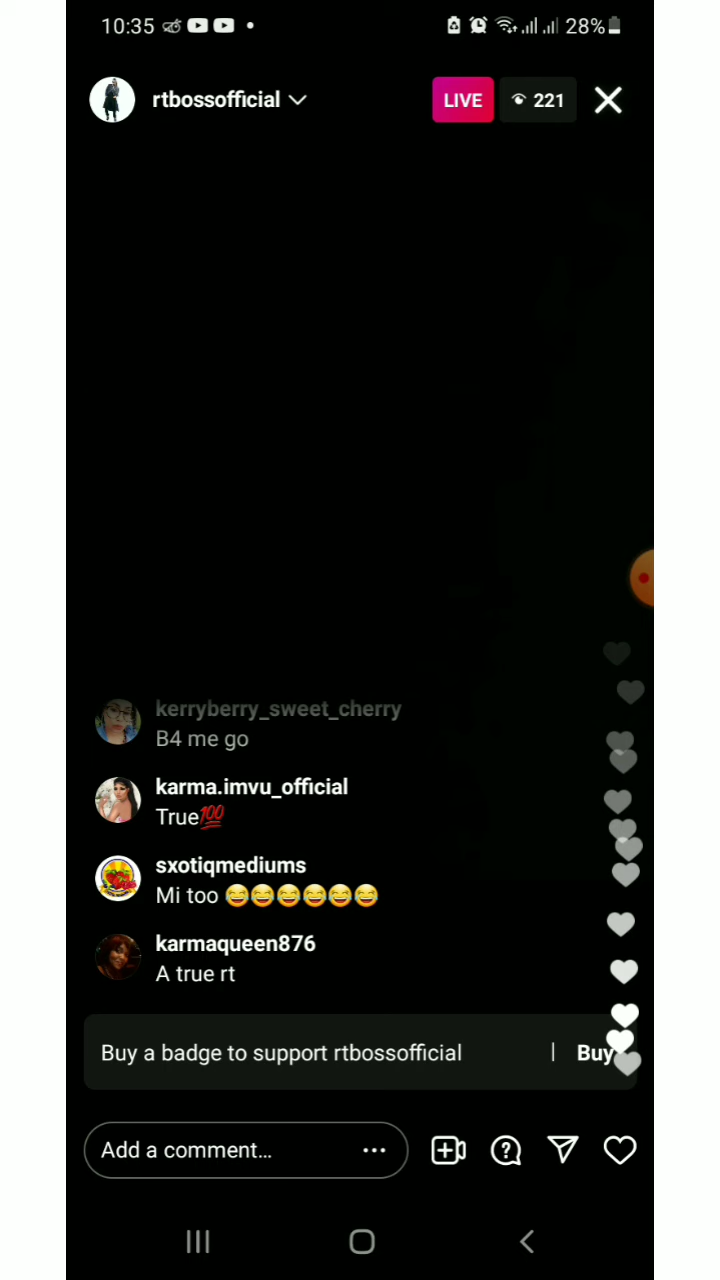 10:35 28%
rtbossofficial LIVE 221
kerryberry_sweet_cherry
B4 me go
karma.imvu_official
True💯
sxotiqmediums
Mi too 😂😂😂😂😂😂
karmaqueen876
A true rt
Buy a badge to support rtbossofficial | Buy
Add a comment...